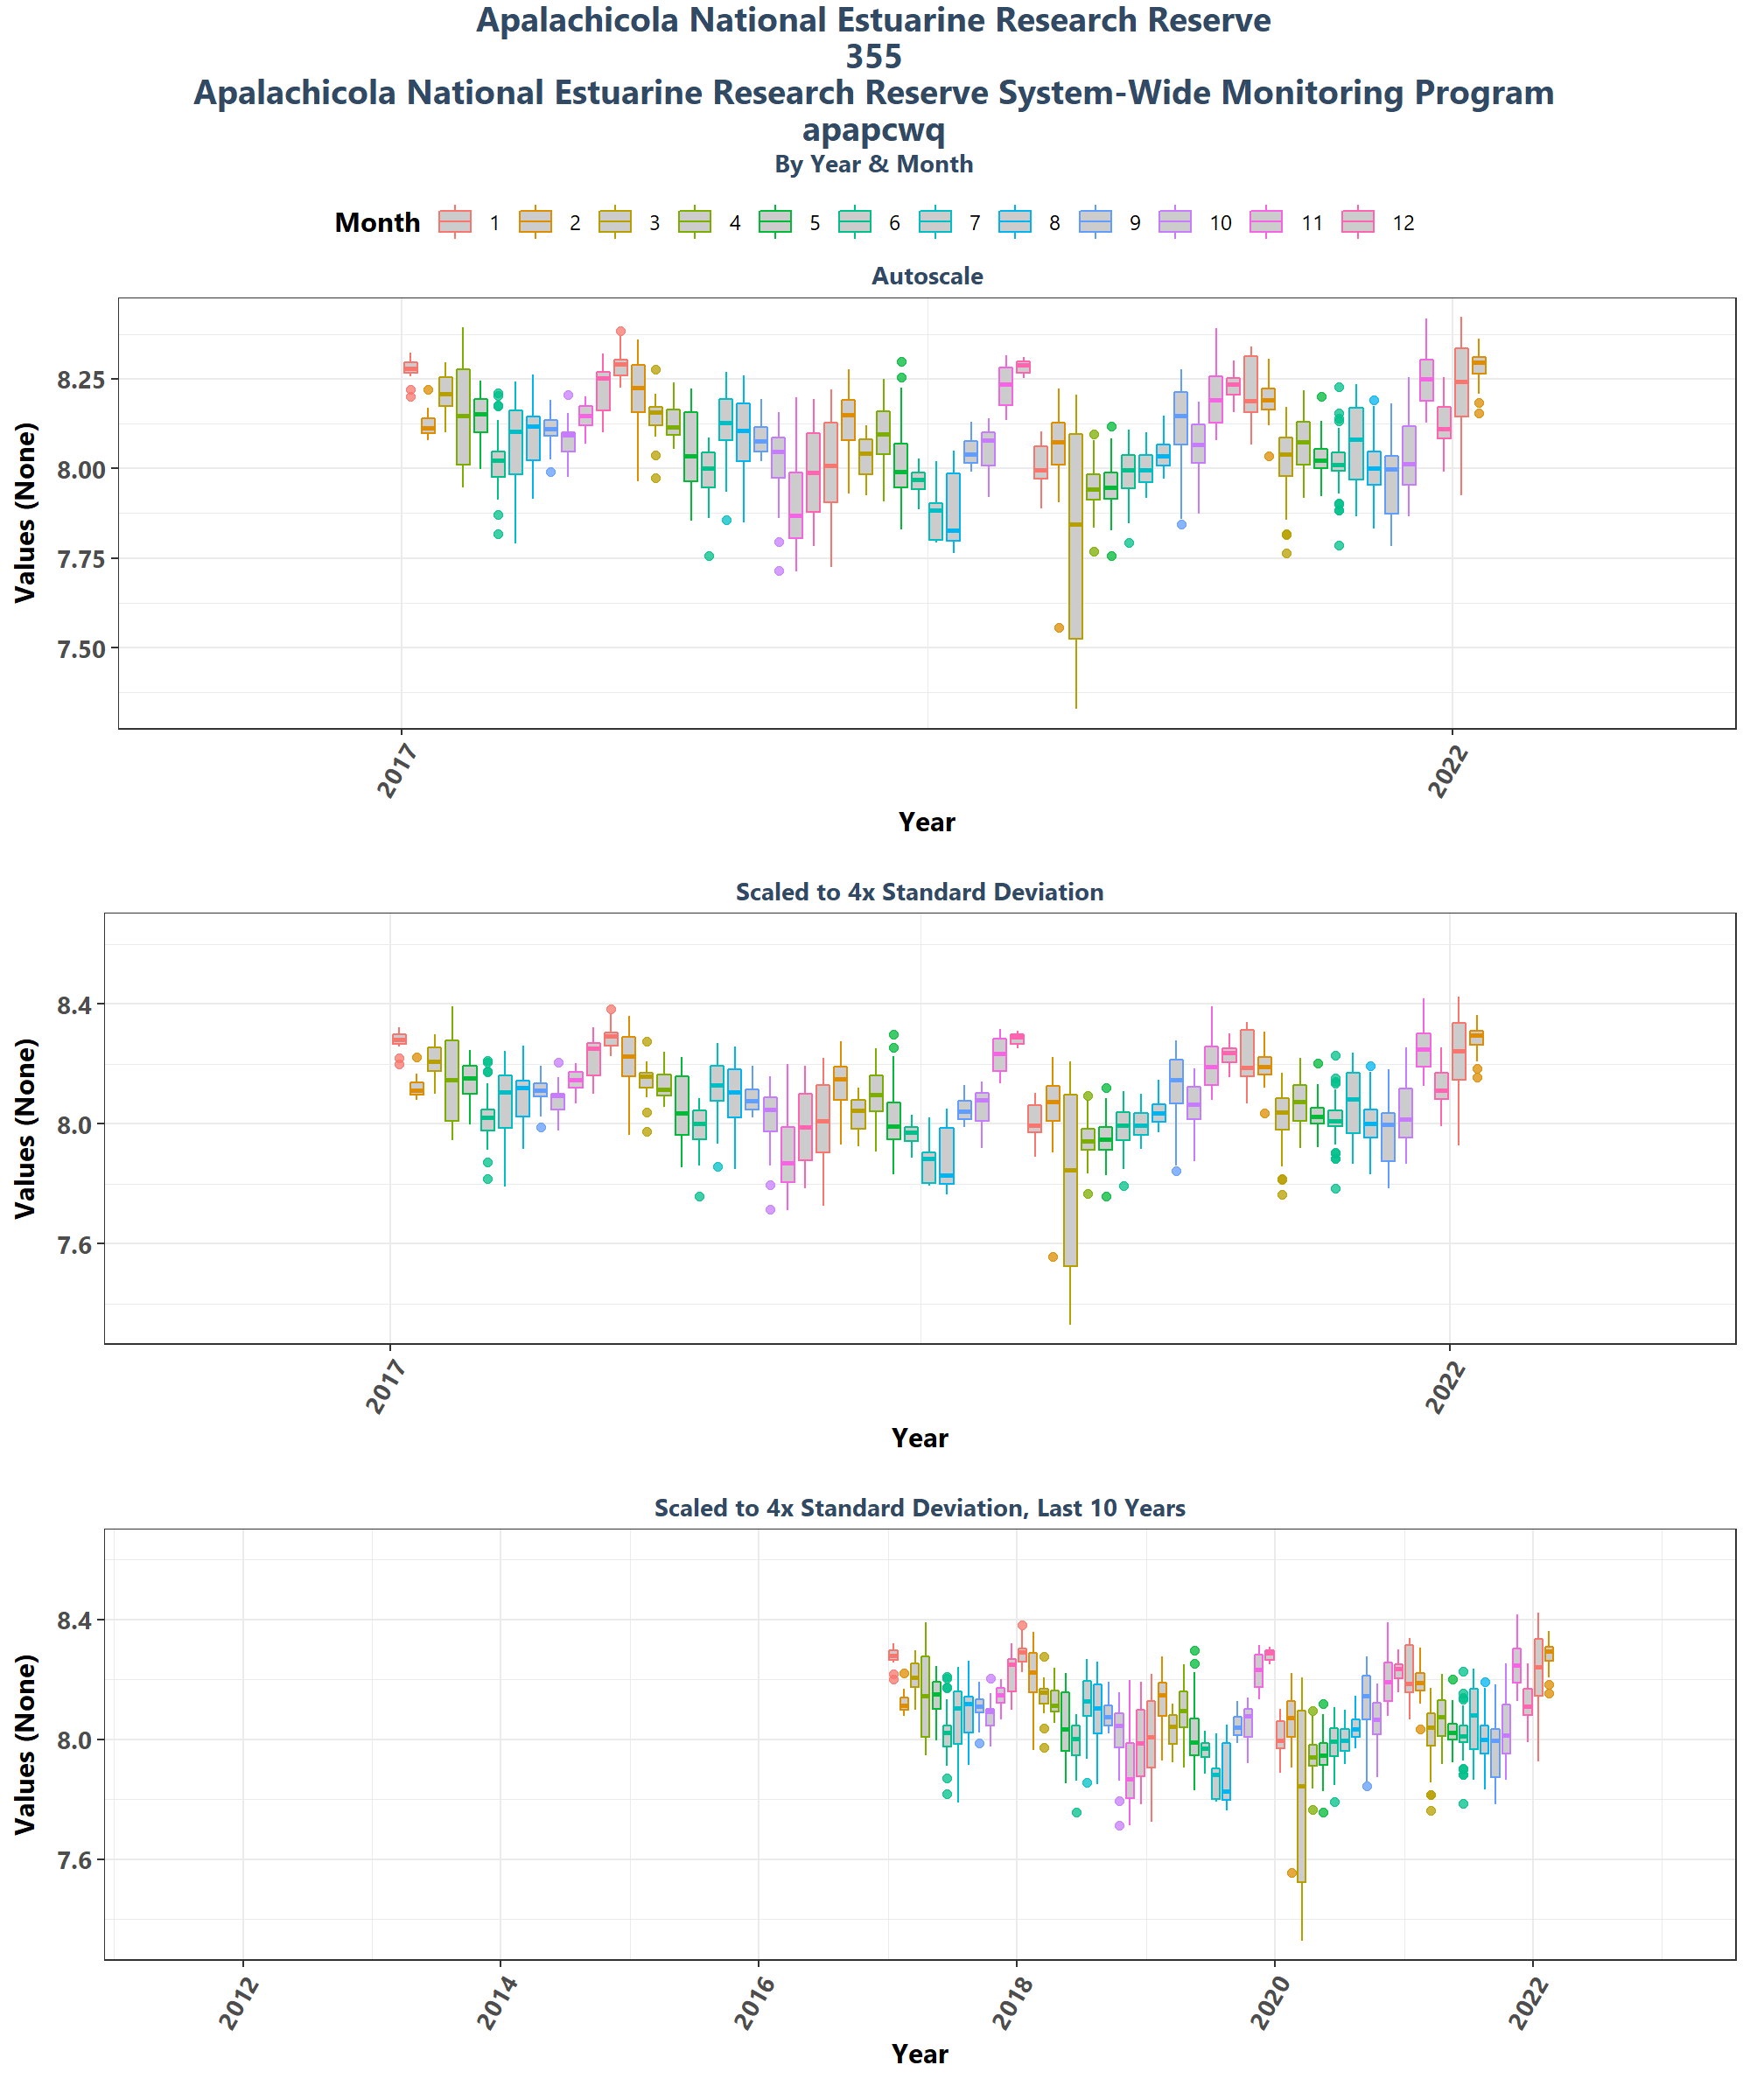 Apalachicola National Estuarine Research Reserve
355
Apalachicola National Estuarine Research Reserve System-Wide Monitoring Program
apapcwq
By Year & Month
Month 1 2 3 4 5 6 7 8 9 10 11 12
Autoscale
Values (None)
8.25
8.00
7.75
7.50
2017 2022
Year
Scaled to 4x Standard Deviation
Values (None)
8.4
8.0
7.6
2017 2022
Year
Scaled to 4x Standard Deviation, Last 10 Years
Values (None)
8.4
8.0
7.6
2012 2014 2016 2018 2020 2022
Year